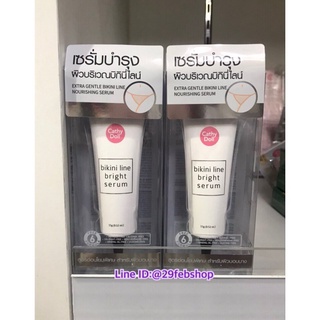 เซรั่มบำรุง
ผิวบริเวณบิกินี่ไลน์
EXTRA GENTLE BIKINI LINE
NOURISHING SERUM
Cathy
Doll
bikini line
bright
serum
6
เซรั่มบำรุง
ผิวบริเวณบิกินี่ไลน์
EXTRA GENTLE BIKINI LINE
NOURISHING SERUM
Cathy
Doll
bikini line
bright
serum
6
Line.ID:@29febshop